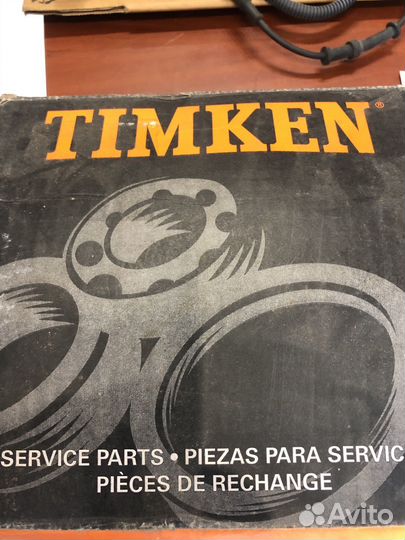 TIMKEN®
SERVICE PARTS • PIEZAS PARA SERVIC
PIÈCES DE RECHANGE
Avito